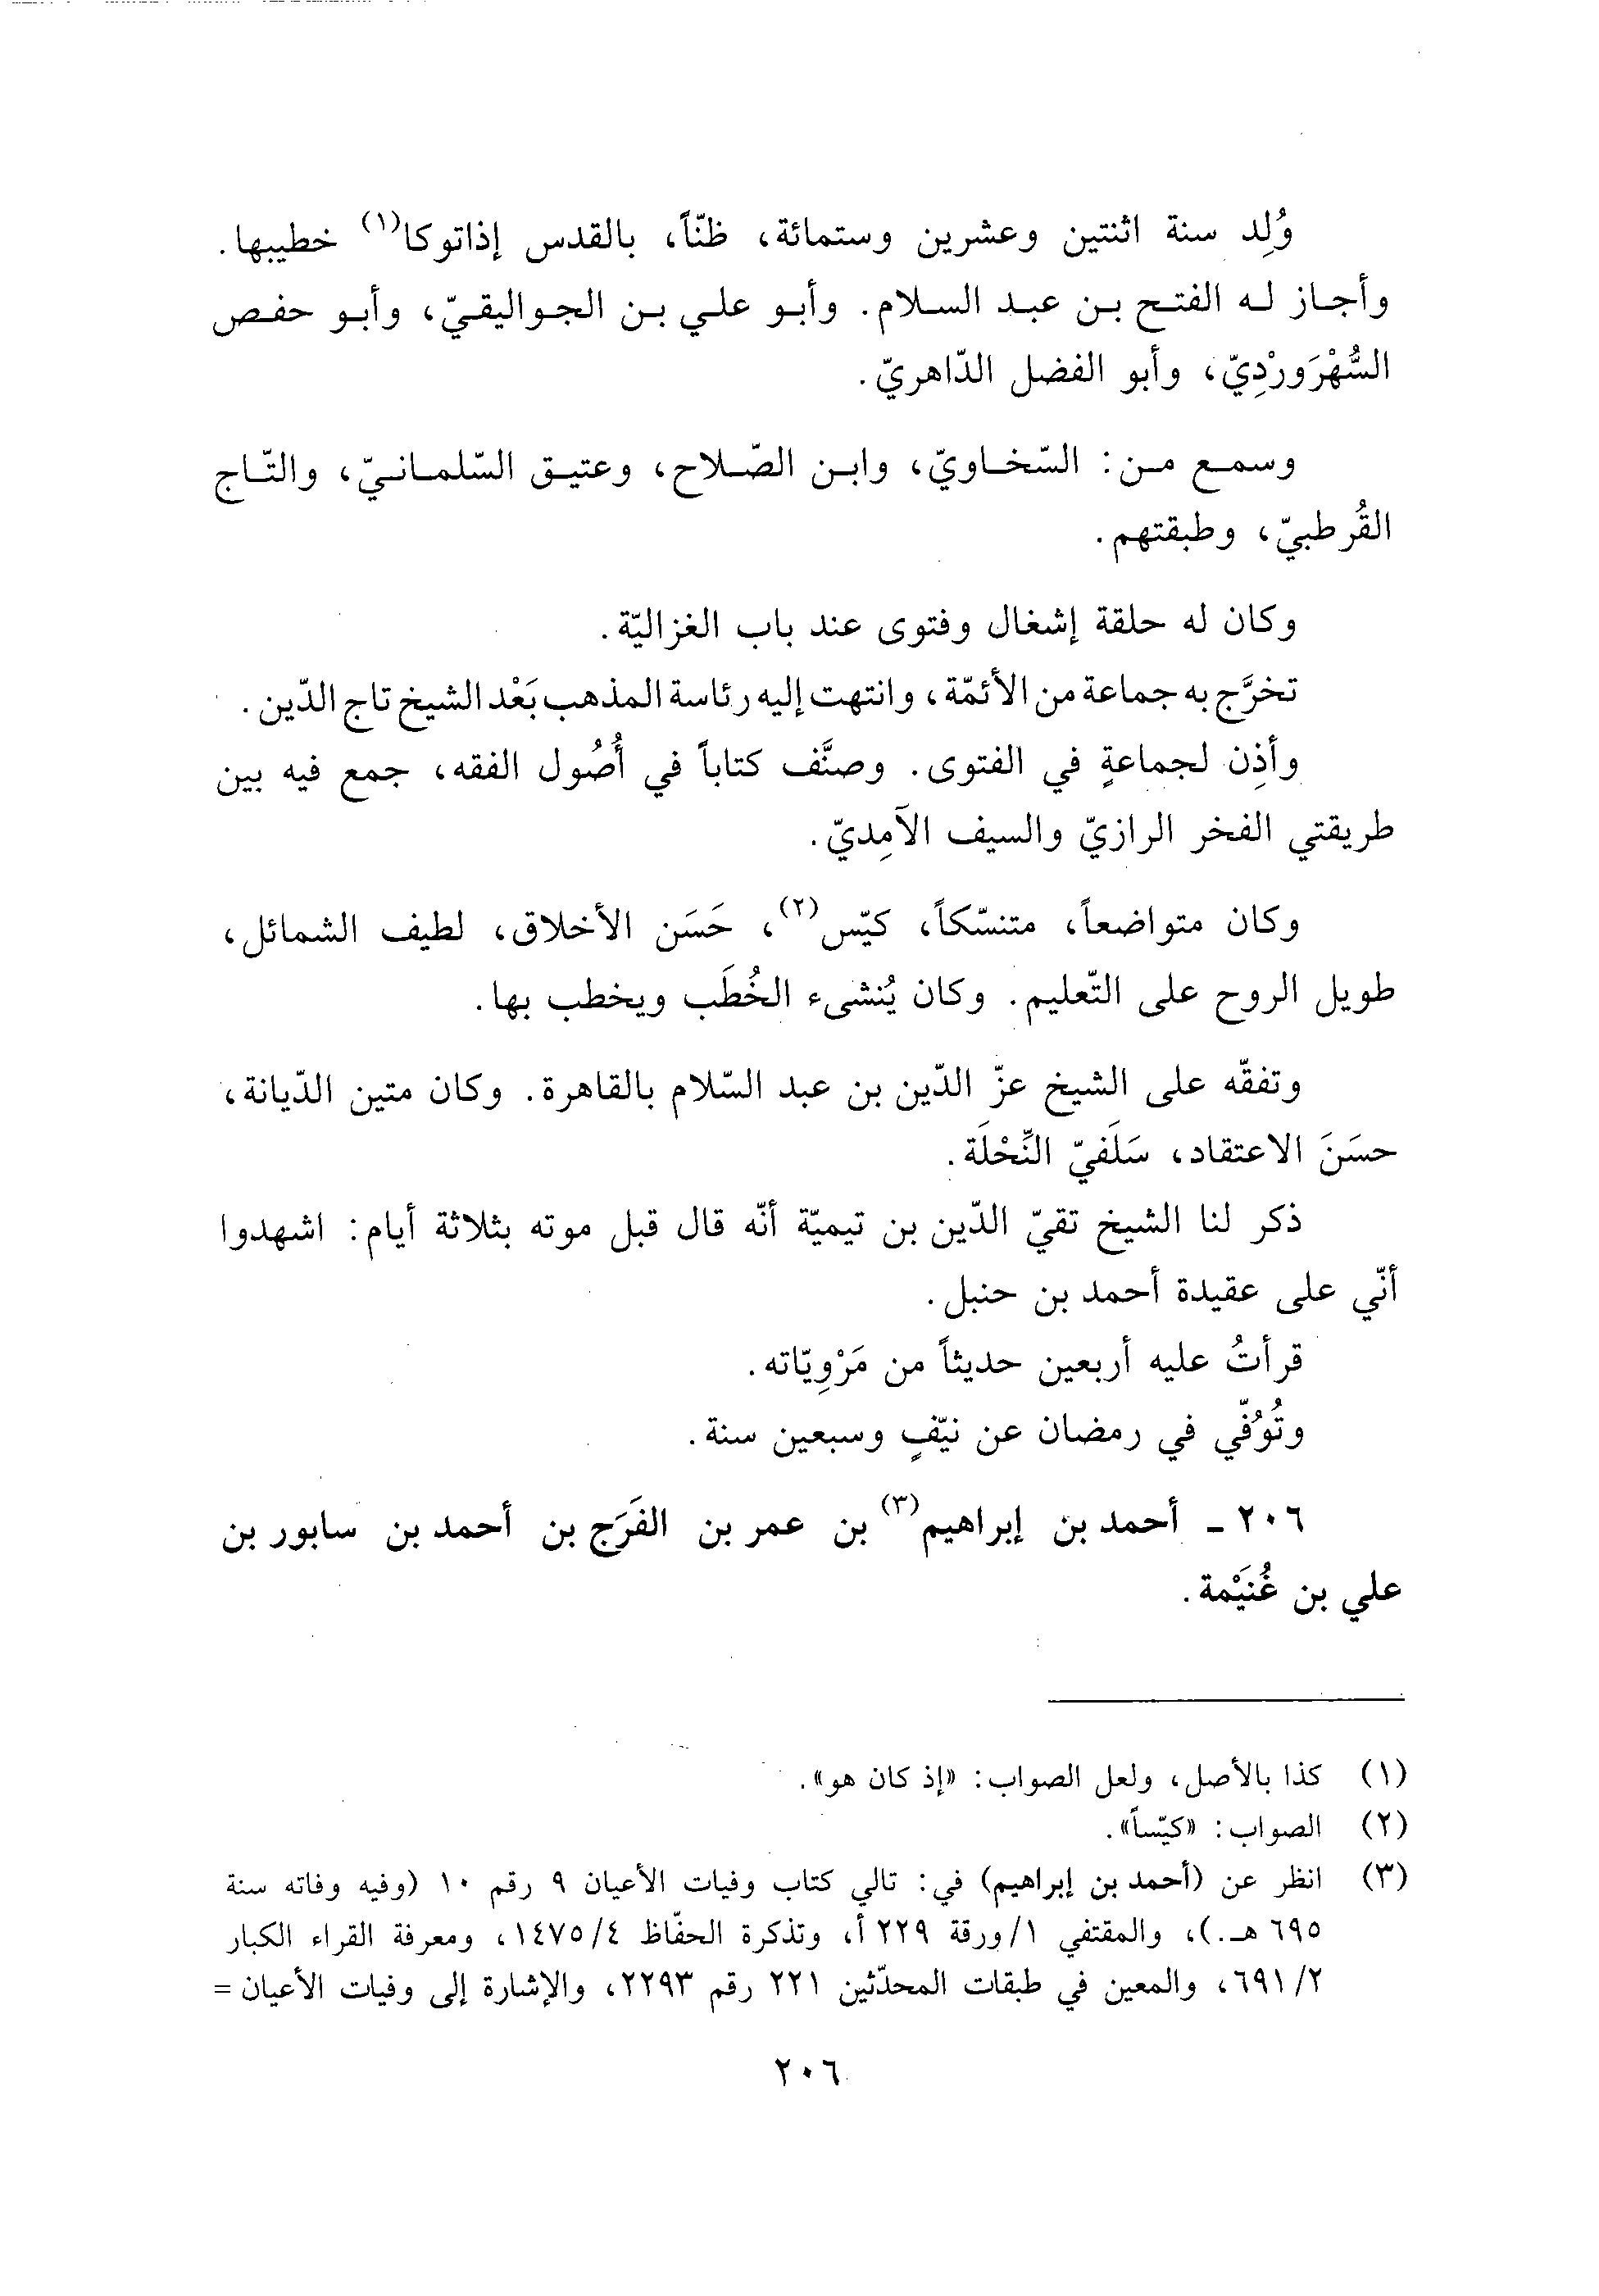 وُلِد سنة اثنتين وعشرين وستمائة، ظنّاً، بالقدس إذاتوكا(١) خطيبها.
وأجاز له الفتح بن عبد السلام. وأبو علي بن الجواليقيّ، وأبو حفص
السُّهْرَورْدِيّ، وأبو الفضل الدّاهريّ.
وسمع من: السّخاويّ، وابن الصّلاح، وعتيق السّلمانيّ، والتّاج
القُرطبيّ، وطبقتهم.
وكان له حلقة إشغال وفتوى عند باب الغزاليّة.
تخرَّج به جماعة من الأئمّة، وانتهت إليه رئاسة المذهب بَعْد الشيخ تاج الدّين.
وأذِن لجماعةٍ في الفتوى. وصنَّف كتاباً في أُصُول الفقه، جمع فيه بين
طريقتي الفخر الرازيّ والسيف الآمِديّ.
وكان متواضعاً، متنسّكاً، كيّس(٢)، حَسَن الأخلاق، لطيف الشمائل،
طويل الروح على التّعليم. وكان يُنشىء الخُطَب ويخطب بها.
وتفقّه على الشيخ عزّ الدّين بن عبد السّلام بالقاهرة. وكان متين الدّيانة،
حسَنَ الاعتقاد، سَلَفيّ النِّحْلَة.
ذكر لنا الشيخ تقيّ الدّين بن تيميّة أنّه قال قبل موته بثلاثة أيام: اشهدوا
أنّي على عقيدة أحمد بن حنبل.
قرأتُ عليه أربعين حديثاً من مَرْوِيّاته.
وتُوُفّي في رمضان عن نيّفٍ وسبعين سنة.
٢٠٦ ـ أحمد بن إبراهيم(٣) بن عمر بن الفَرَج بن أحمد بن سابور بن
علي بن غُنَيْمة.
(١) كذا بالأصل، ولعل الصواب: «إذ كان هو».
(٢) الصواب: «كيّساً».
(٣) انظر عن (أحمد بن إبراهيم) في: تالي كتاب وفيات الأعيان ٩ رقم ١٠ (وفيه وفاته سنة
٦٩٥ هـ.)، والمقتفي ١/ ورقة ٢٢٩ أ، وتذكرة الحفّاظ ٤/ ١٤٧٥، ومعرفة القراء الكبار
٢/ ٦٩١، والمعين في طبقات المحدّثين ٢٢١ رقم ٢٢٩٣، والإشارة إلى وفيات الأعيان =
٢٠٦